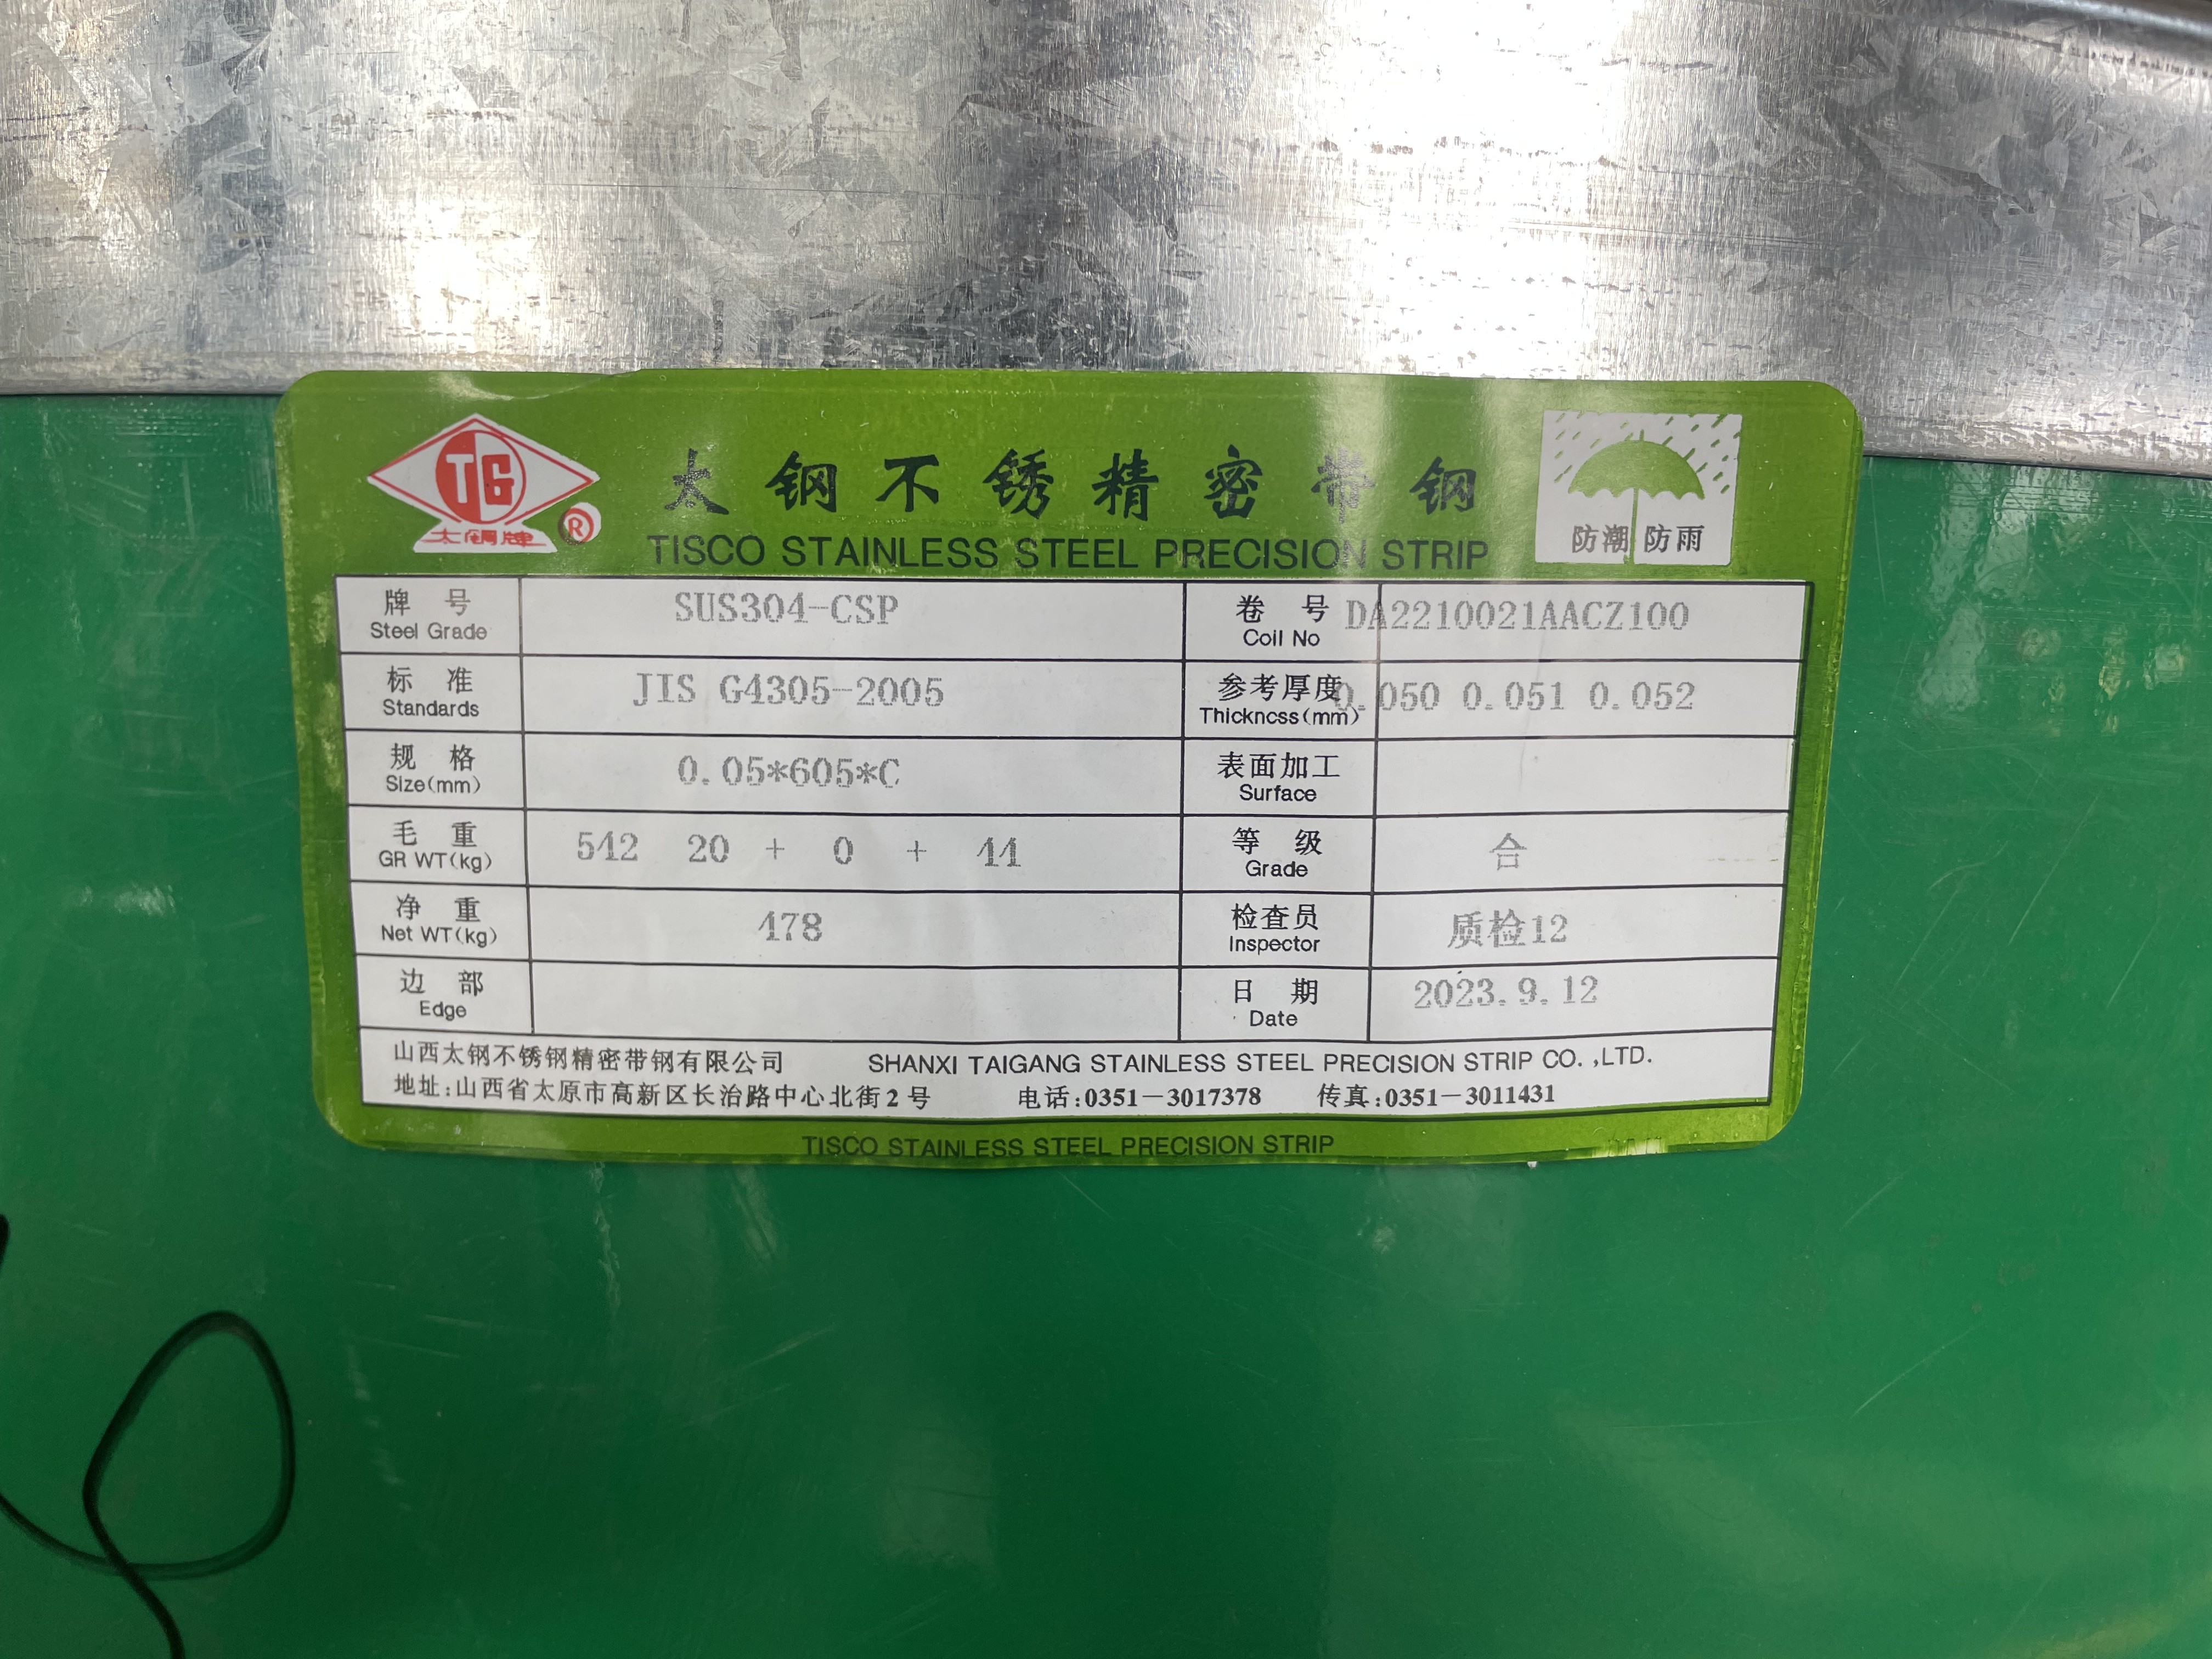 TG
太鋼牌
®
太钢不锈精密带钢
TISCO STAINLESS STEEL PRECISION STRIP
防潮 防雨
牌 号 SUS304-CSP 卷 号 DA2210021AACZ100
Steel Grade Coil No
标 准 JIS G4305-2005 参考厚度 0.050 0.051 0.052
Standards Thickncss(mm)
规 格 0.05*605*C 表面加工
Size(mm) Surface
毛 重 542 20 + 0 + 44 等 级 合
GR WT(kg) Grade
净 重 478 检查员 质检12
Net WT(kg) Inspector
边 部 日 期 2023.9.12
Edge Date
山西太钢不锈钢精密带钢有限公司 SHANXI TAIGANG STAINLESS STEEL PRECISION STRIP CO.,LTD.
地址:山西省太原市高新区长治路中心北街2号 电话:0351-3017378 传真:0351-3011431
TISCO STAINLESS STEEL PRECISION STRIP